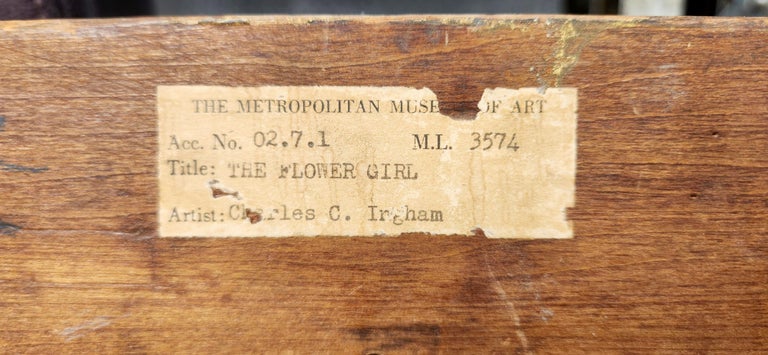 THE METROPOLITAN MUSE OF ART
Acc. No. 02.7.1 M.L. 3574
Title: THE FLOWER GIRL
Artist: Charles C. Ingham